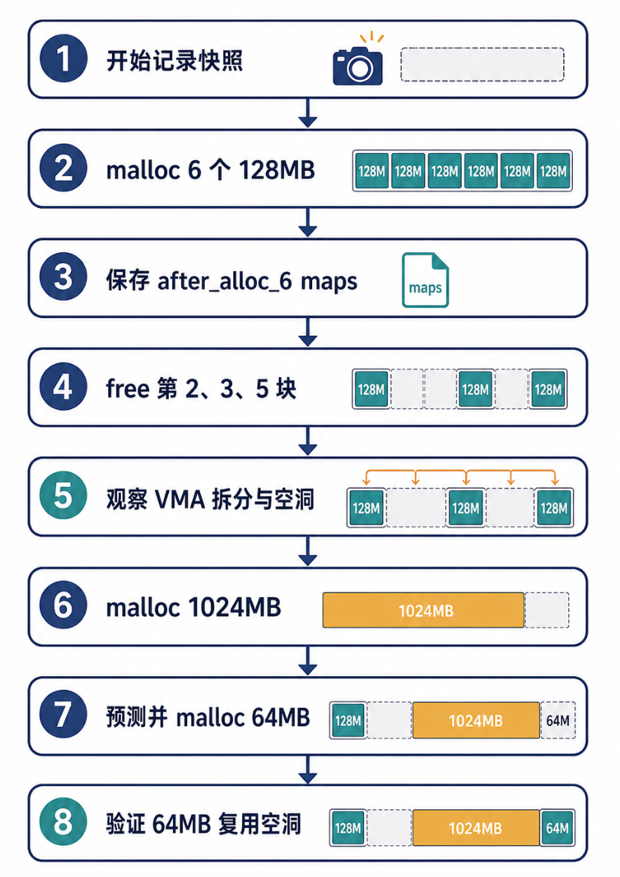 1 开始记录快照
2 malloc 6 个 128MB 128M 128M 128M 128M 128M 128M
3 保存 after_alloc_6 maps maps
4 free 第 2、3、5 块 128M 128M 128M
5 观察 VMA 拆分与空洞 128M 128M 128M
6 malloc 1024MB 1024MB
7 预测并 malloc 64MB 128M 1024MB 64M
8 验证 64MB 复用空洞 128M 1024MB 64M